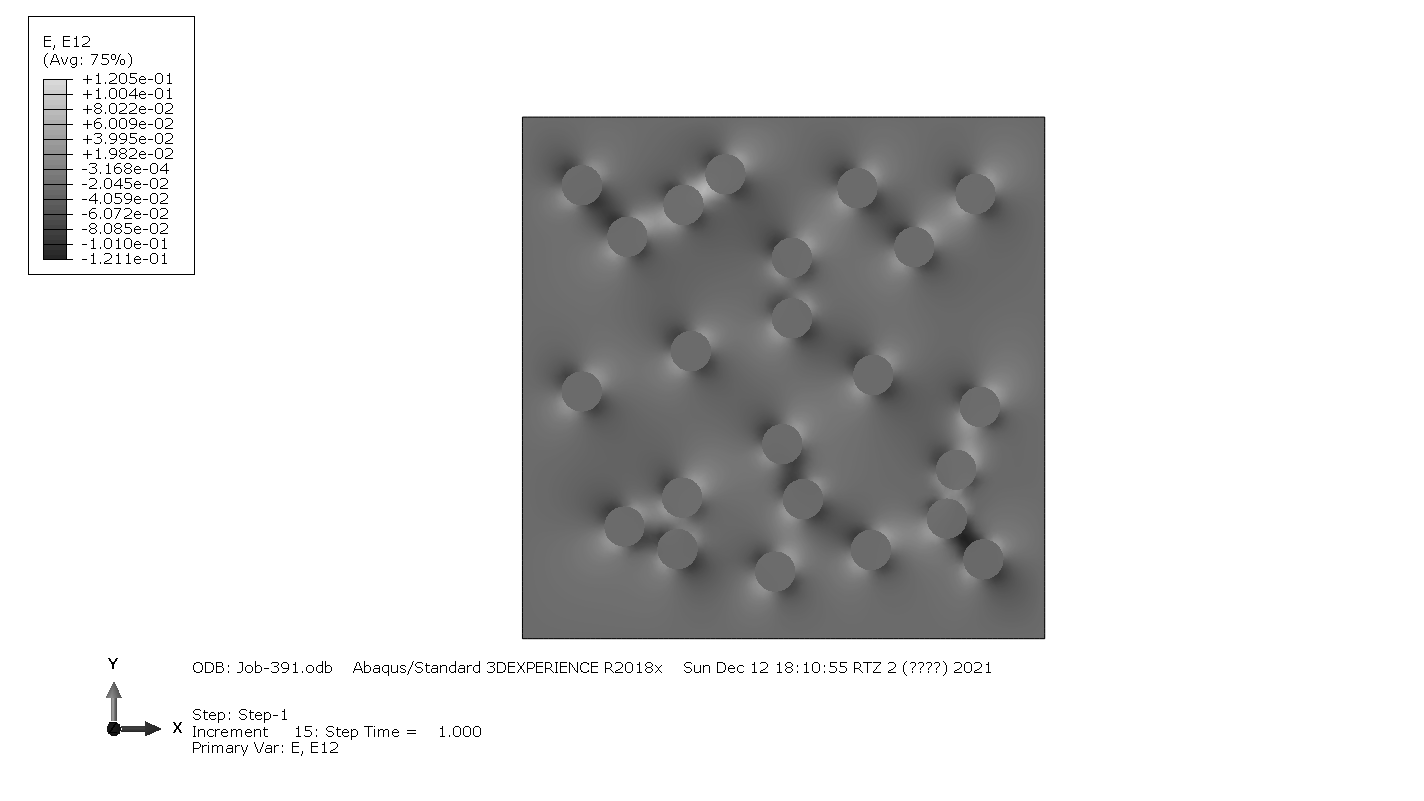 E, E12
(Avg: 75%)
+1.205e-01
+1.004e-01
+8.022e-02
+6.009e-02
+3.995e-02
+1.982e-02
-3.168e-04
-2.045e-02
-4.059e-02
-6.072e-02
-8.085e-02
-1.010e-01
-1.211e-01
Y
X
ODB: Job-391.odb Abaqus/Standard 3DEXPERIENCE R2018x Sun Dec 12 18:10:55 RTZ 2 (????) 2021
Step: Step-1
Increment 15: Step Time = 1.000
Primary Var: E, E12